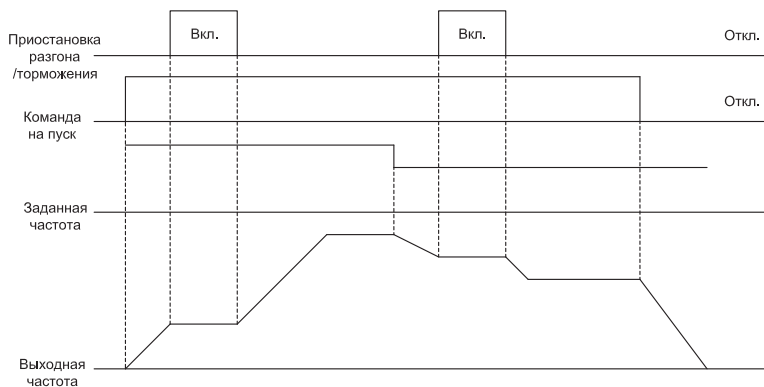 Вкл.
Вкл.
Приостановка
разгона
/торможения
Откл.
Команда
на пуск
Откл.
Заданная
частота
Выходная
частота